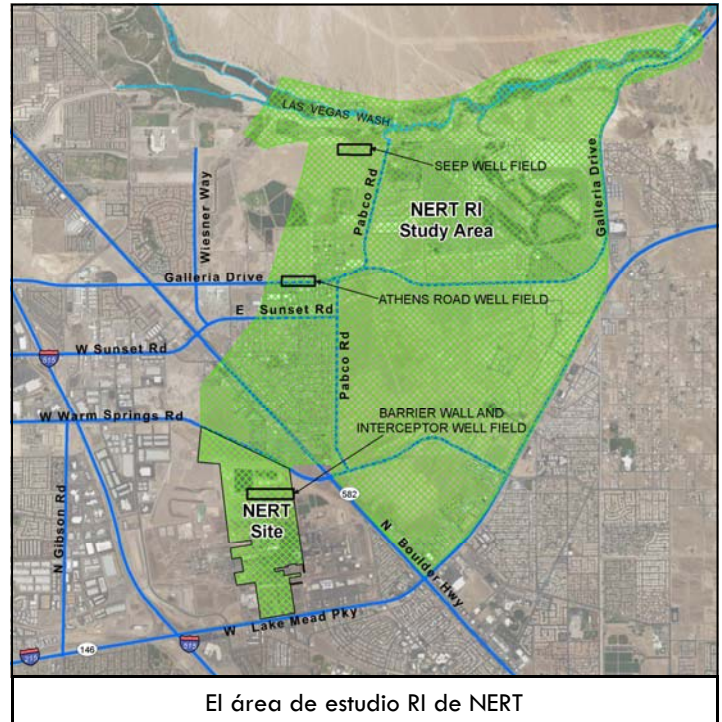 LAS VEGAS WASH
SEEP WELL FIELD
Wiesner Way
Pabco Rd
NERT RI
Study Area
Galleria Drive
Galleria Drive
ATHENS ROAD WELL FIELD
E Sunset Rd
W Sunset Rd
515
Pabco Rd
W Warm Springs Rd
BARRIER WALL AND
INTERCEPTOR WELL FIELD
N Gibson Rd
NERT
Site
582
N Boulder Hwy
W Lake Mead Pky
215
146
515
El área de estudio RI de NERT